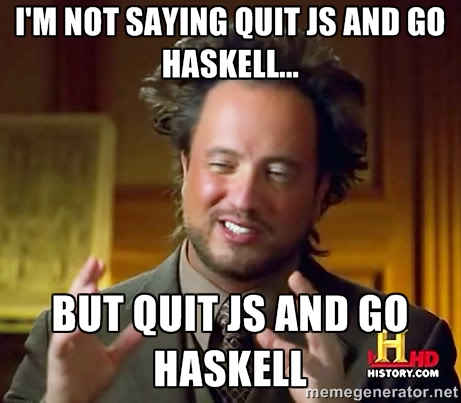 I'M NOT SAYING QUIT JS AND GO
HASKELL...
BUT QUIT JS AND GO
HASKELL
H HD
HISTORY.COM
memegenerator.net